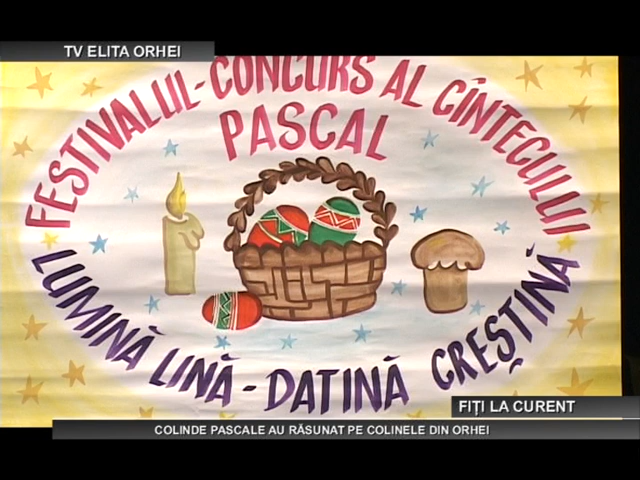 TV ELITA ORHEI
FESTIVALUL-CONCURS AL CÎNTECULUI
PASCAL
LUMINĂ LINĂ - DATINĂ CREȘTINĂ
FIȚI LA CURENT
COLINDE PASCALE AU RĂSUNAT PE COLINELE DIN ORHEI